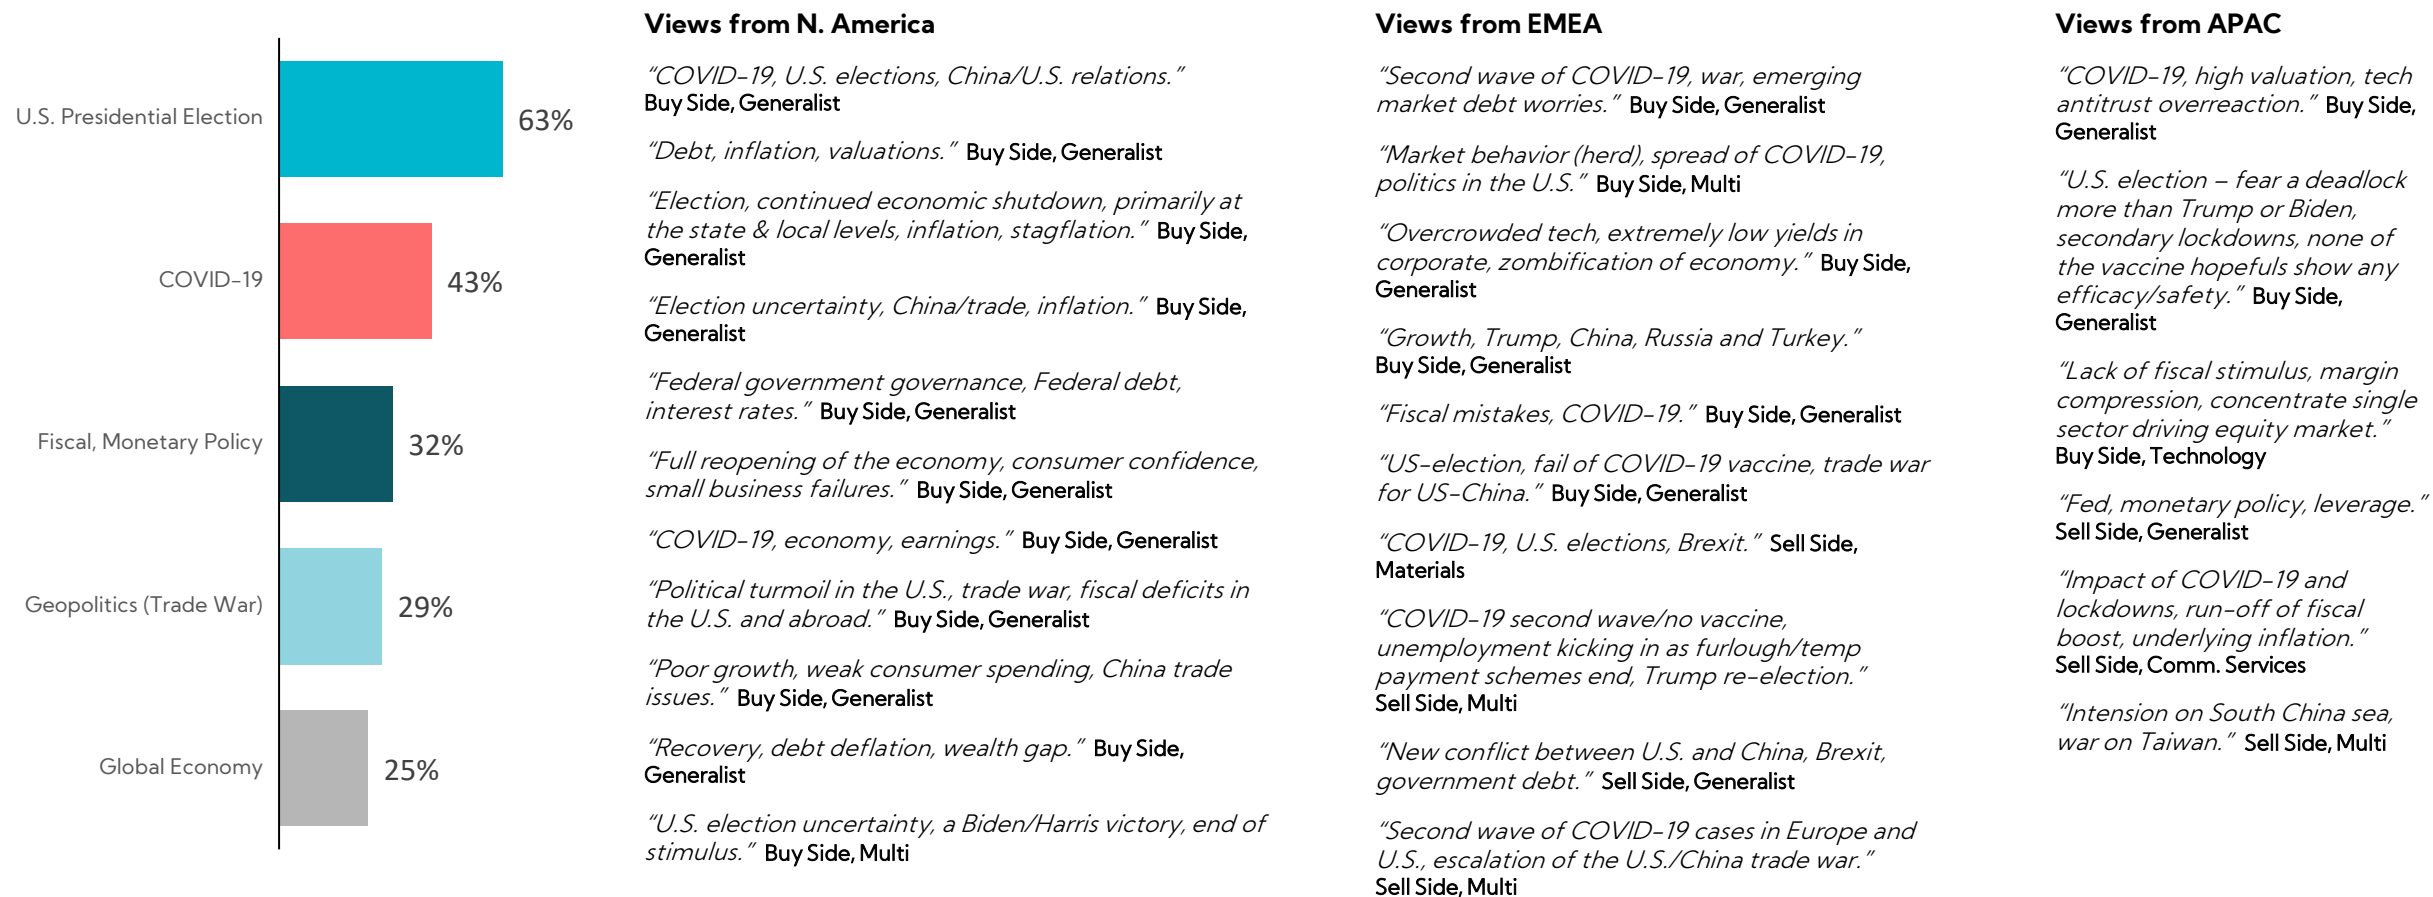 U.S. Presidential Election
63%
COVID-19
43%
Fiscal, Monetary Policy
32%
Geopolitics (Trade War)
29%
Global Economy
25%
Views from N. America
“COVID-19, U.S. elections, China/U.S. relations.”
Buy Side, Generalist
“Debt, inflation, valuations.” Buy Side, Generalist
“Election, continued economic shutdown, primarily at
the state & local levels, inflation, stagflation.” Buy Side,
Generalist
“Election uncertainty, China/trade, inflation.” Buy Side,
Generalist
“Federal government governance, Federal debt,
interest rates.” Buy Side, Generalist
“Full reopening of the economy, consumer confidence,
small business failures.” Buy Side, Generalist
“COVID-19, economy, earnings.” Buy Side, Generalist
“Political turmoil in the U.S., trade war, fiscal deficits in
the U.S. and abroad.” Buy Side, Generalist
“Poor growth, weak consumer spending, China trade
issues.” Buy Side, Generalist
“Recovery, debt deflation, wealth gap.” Buy Side,
Generalist
“U.S. election uncertainty, a Biden/Harris victory, end of
stimulus.” Buy Side, Multi
Views from EMEA
“Second wave of COVID-19, war, emerging
market debt worries.” Buy Side, Generalist
“Market behavior (herd), spread of COVID-19,
politics in the U.S.” Buy Side, Multi
“Overcrowded tech, extremely low yields in
corporate, zombification of economy.” Buy Side,
Generalist
“Growth, Trump, China, Russia and Turkey.”
Buy Side, Generalist
“Fiscal mistakes, COVID-19.” Buy Side, Generalist
“US-election, fail of COVID-19 vaccine, trade war
for US-China.” Buy Side, Generalist
“COVID-19, U.S. elections, Brexit.” Sell Side,
Materials
“COVID-19 second wave/no vaccine,
unemployment kicking in as furlough/temp
payment schemes end, Trump re-election.”
Sell Side, Multi
“New conflict between U.S. and China, Brexit,
government debt.” Sell Side, Generalist
“Second wave of COVID-19 cases in Europe and
U.S., escalation of the U.S./China trade war.”
Sell Side, Multi
Views from APAC
“COVID-19, high valuation, tech
antitrust overreaction.” Buy Side,
Generalist
“U.S. election – fear a deadlock
more than Trump or Biden,
secondary lockdowns, none of
the vaccine hopefuls show any
efficacy/safety.” Buy Side,
Generalist
“Lack of fiscal stimulus, margin
compression, concentrate single
sector driving equity market.”
Buy Side, Technology
“Fed, monetary policy, leverage.”
Sell Side, Generalist
“Impact of COVID-19 and
lockdowns, run-off of fiscal
boost, underlying inflation.”
Sell Side, Comm. Services
“Intension on South China sea,
war on Taiwan.” Sell Side, Multi